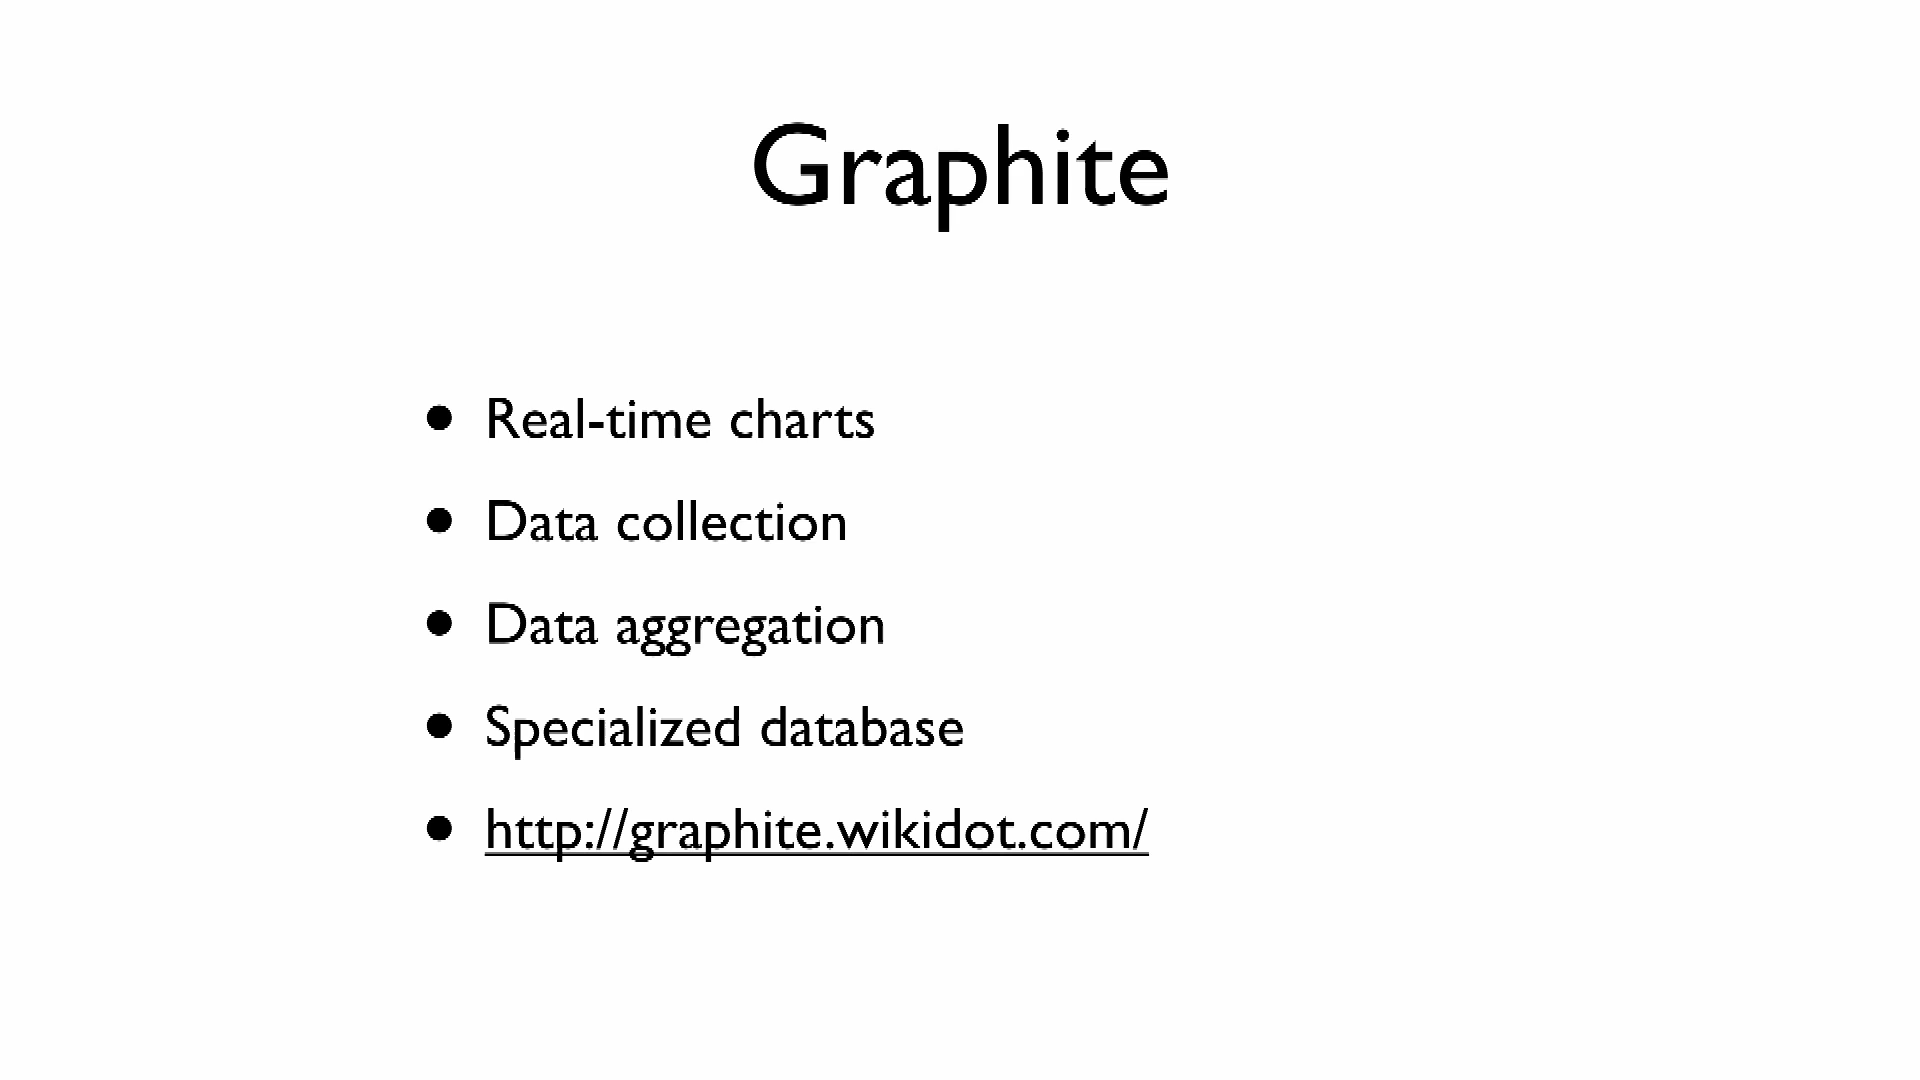 Graphite
• Real-time charts
• Data collection
• Data aggregation
• Specialized database
• http://graphite.wikidot.com/